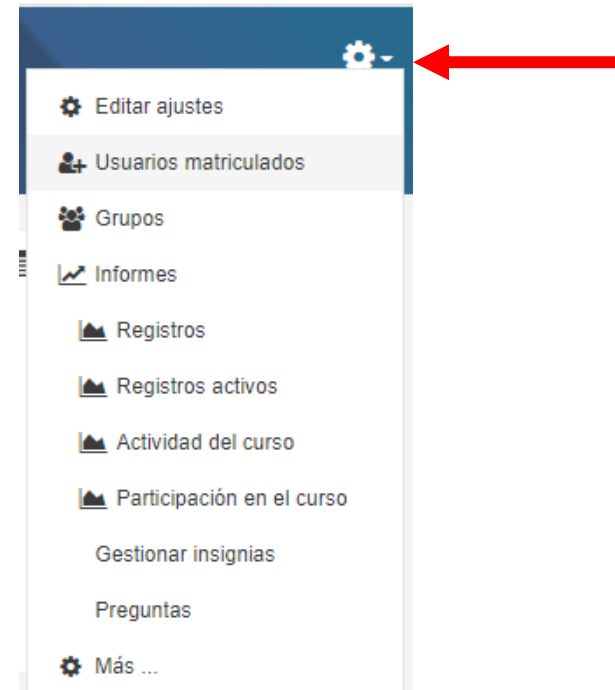 Editar ajustes
Usuarios matriculados
Grupos
Informes
Registros
Registros activos
Actividad del curso
Participación en el curso
Gestionar insignias
Preguntas
Más ...